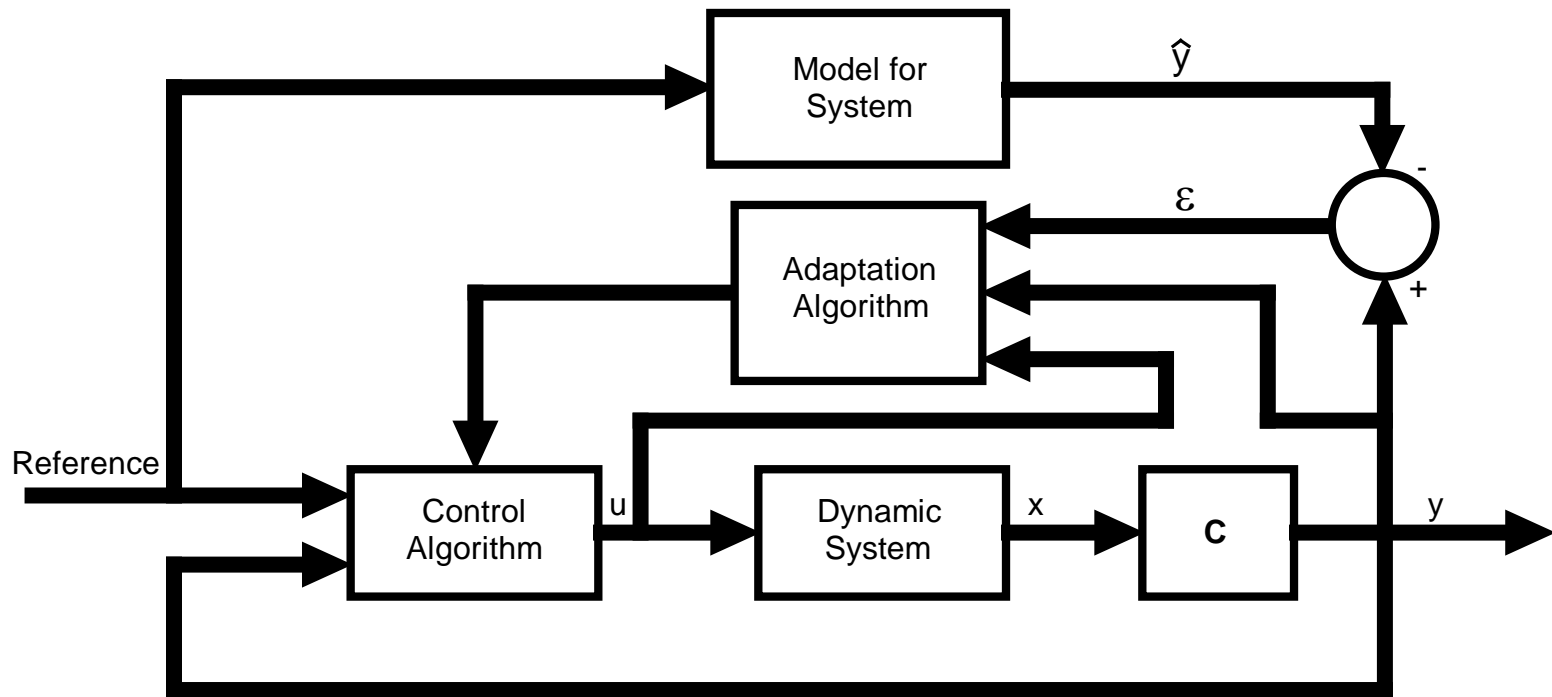 Model for
System
ŷ
-
ε
Adaptation
Algorithm
+
Reference
Control
Algorithm
u
Dynamic
System
x
C
y